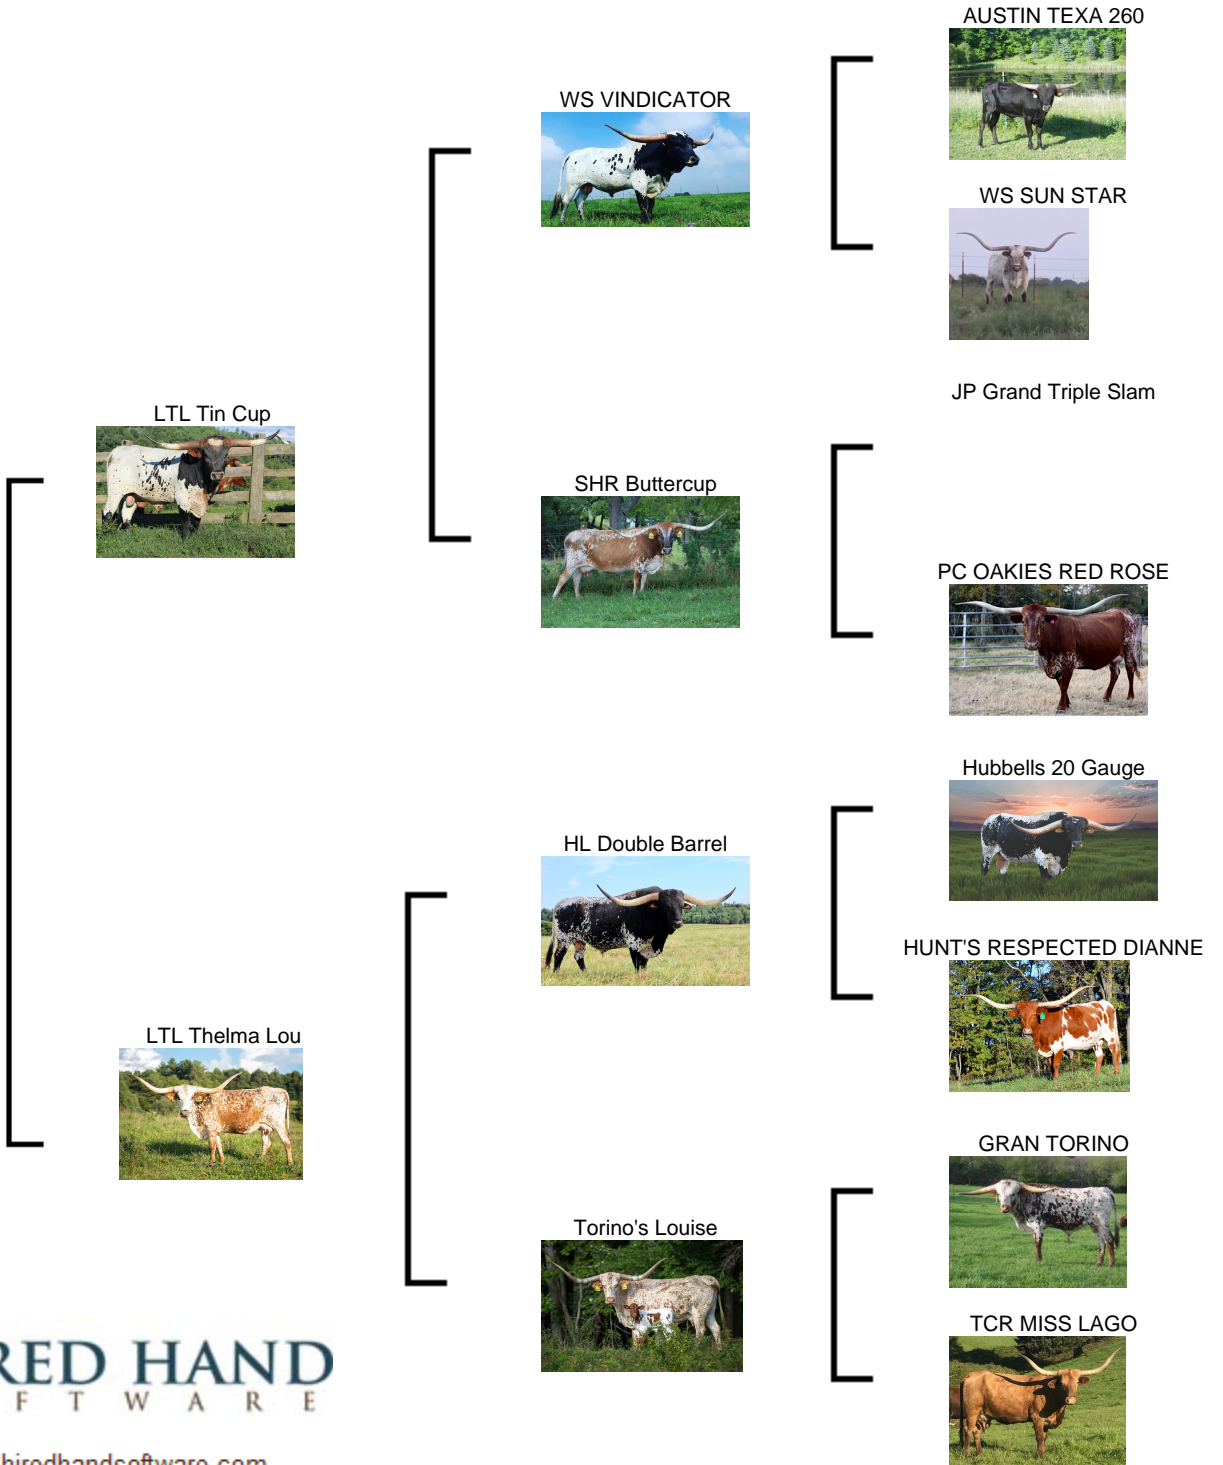 AUSTIN TEXA 260
WS VINDICATOR
WS SUN STAR
JP Grand Triple Slam
LTL Tin Cup
SHR Buttercup
PC OAKIES RED ROSE
Hubbells 20 Gauge
HL Double Barrel
HUNT'S RESPECTED DIANNE
LTL Thelma Lou
GRAN TORINO
Torino's Louise
TCR MISS LAGO
RED HAND
F T W A R E
hiredhandsoftware.com